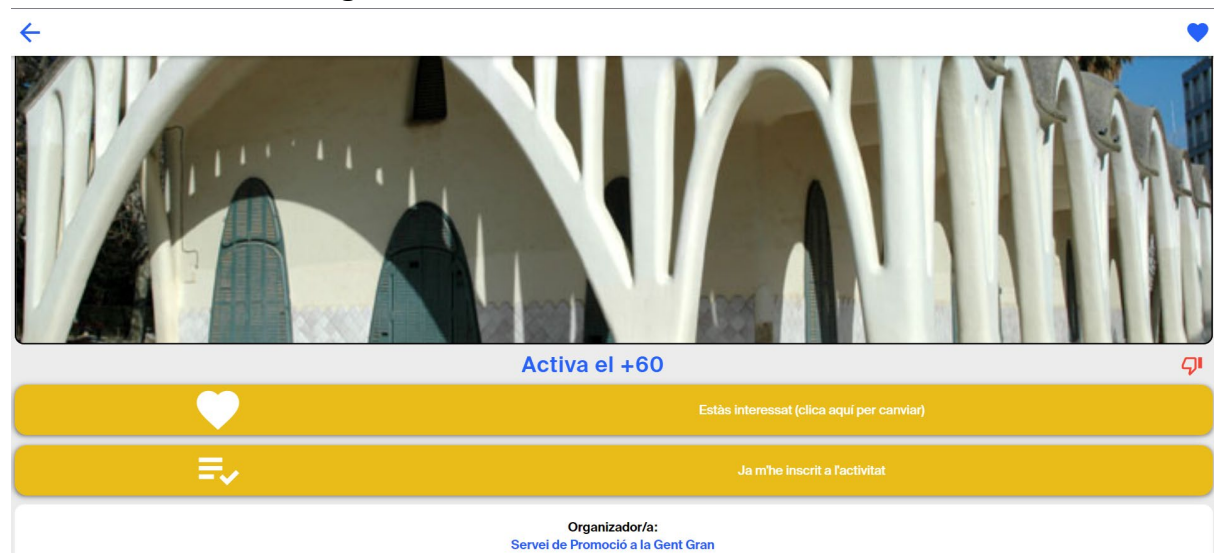 Activa el +60
Estàs interessat (clica aquí per canviar)
Ja m'he inscrit a l'activitat
Organizador/a:
Servei de Promoció a la Gent Gran